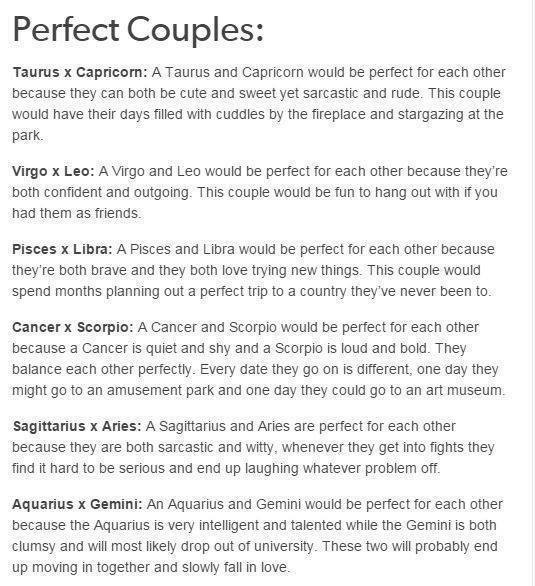 Perfect Couples:
Taurus x Capricorn: A Taurus and Capricorn would be perfect for each other
because they can both be cute and sweet yet sarcastic and rude. This couple
would have their days filled with cuddles by the fireplace and stargazing at the
park.
Virgo x Leo: A Virgo and Leo would be perfect for each other because they're
both confident and outgoing. This couple would be fun to hang out with if you
had them as friends.
Pisces x Libra: A Pisces and Libra would be perfect for each other because
they're both brave and they both love trying new things. This couple would
spend months planning out a perfect trip to a country they've never been to.
Cancer x Scorpio: A Cancer and Scorpio would be perfect for each other
because a Cancer is quiet and shy and a Scorpio is loud and bold. They
balance each other perfectly. Every date they go on is different, one day they
might go to an amusement park and one day they could go to an art museum.
Sagittarius x Aries: A Sagittarius and Aries are perfect for each other
because they are both sarcastic and witty, whenever they get into fights they
find it hard to be serious and end up laughing whatever problem off.
Aquarius x Gemini: An Aquarius and Gemini would be perfect for each other
because the Aquarius is very intelligent and talented while the Gemini is both
clumsy and will most likely drop out of university. These two will probably end
up moving in together and slowly fall in love.